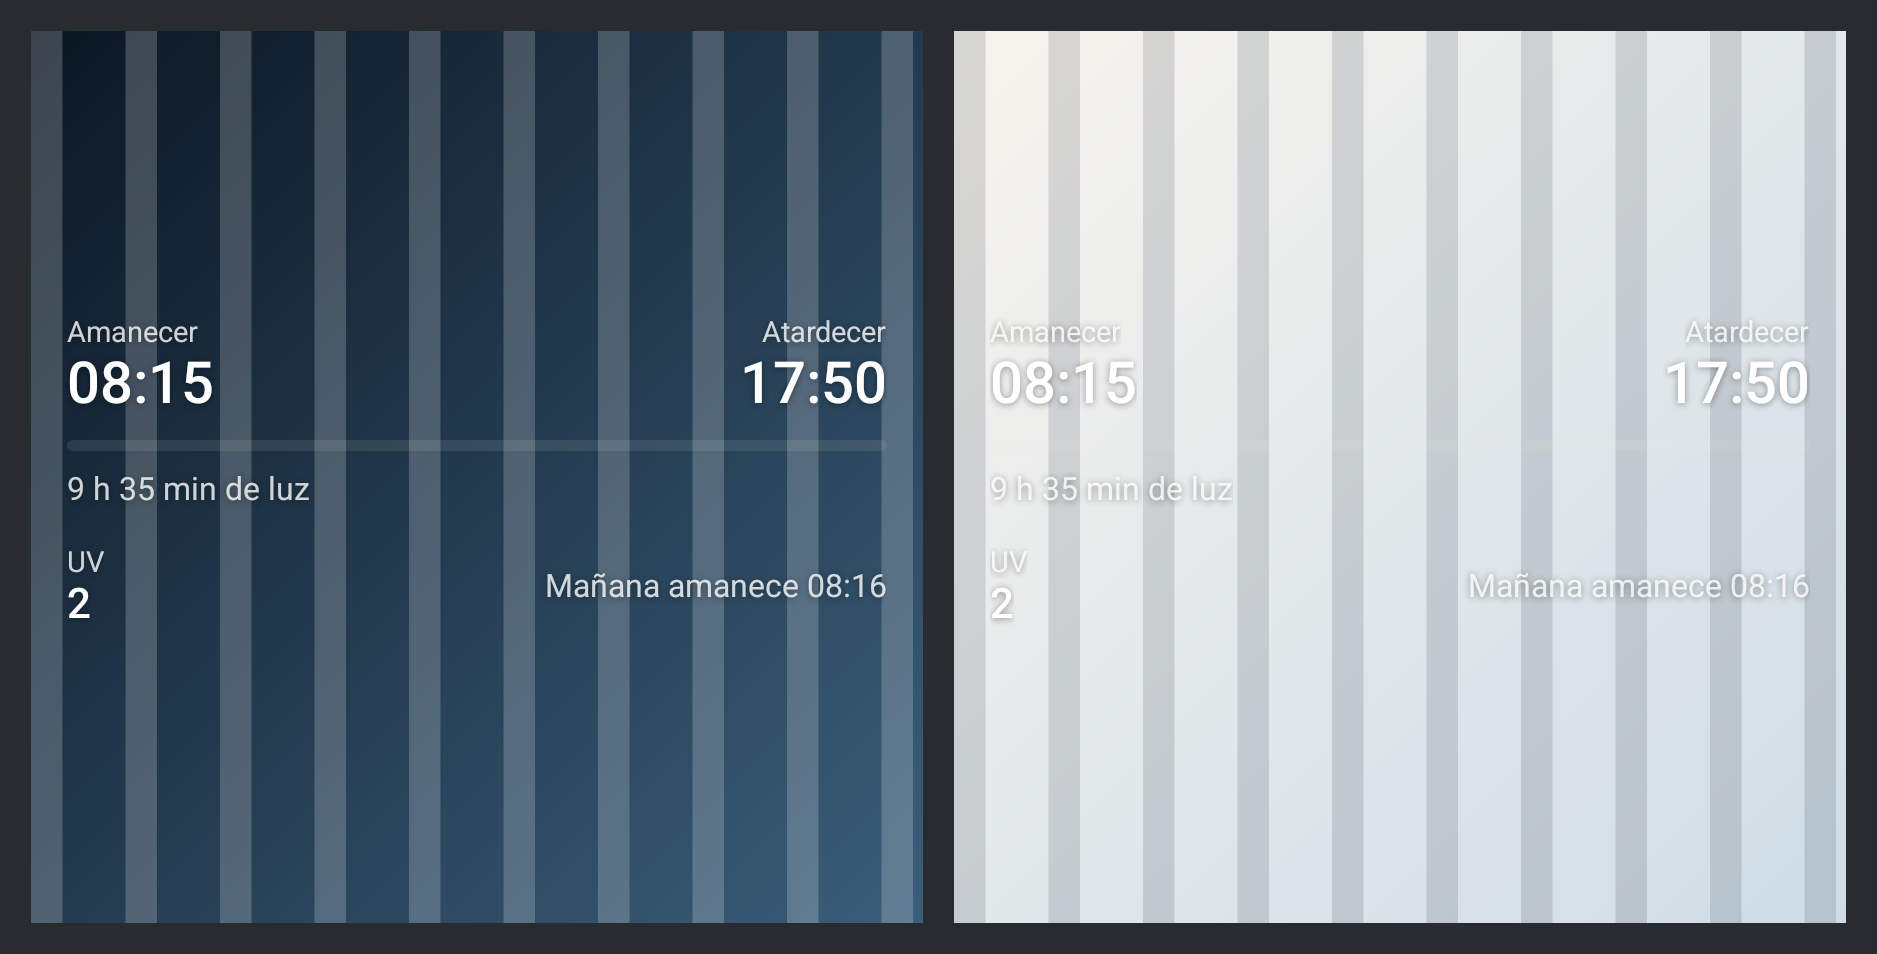 Amanecer
Atardecer
08:15
17:50
9 h 35 min de luz
UV
2
Mañana amanece 08:16
Amanecer
Atardecer
08:15
17:50
9 h 35 min de luz
UV
2
Mañana amanece 08:16